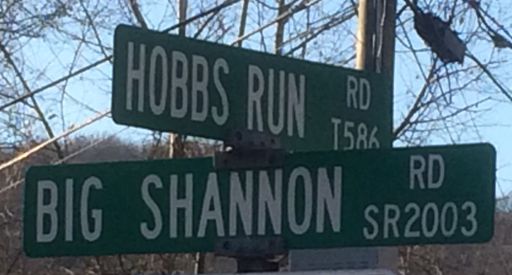 HOBBS RUN RD
T586
BIG SHANNON RD
SR2003